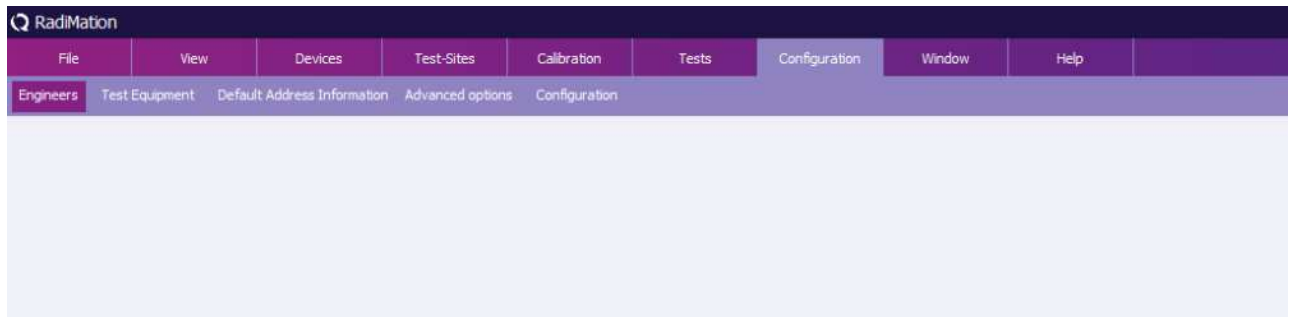 RadiMation
File View Devices Test-Sites Calibration Tests Configuration Window Help
Engineers Test Equipment Default Address Information Advanced options Configuration